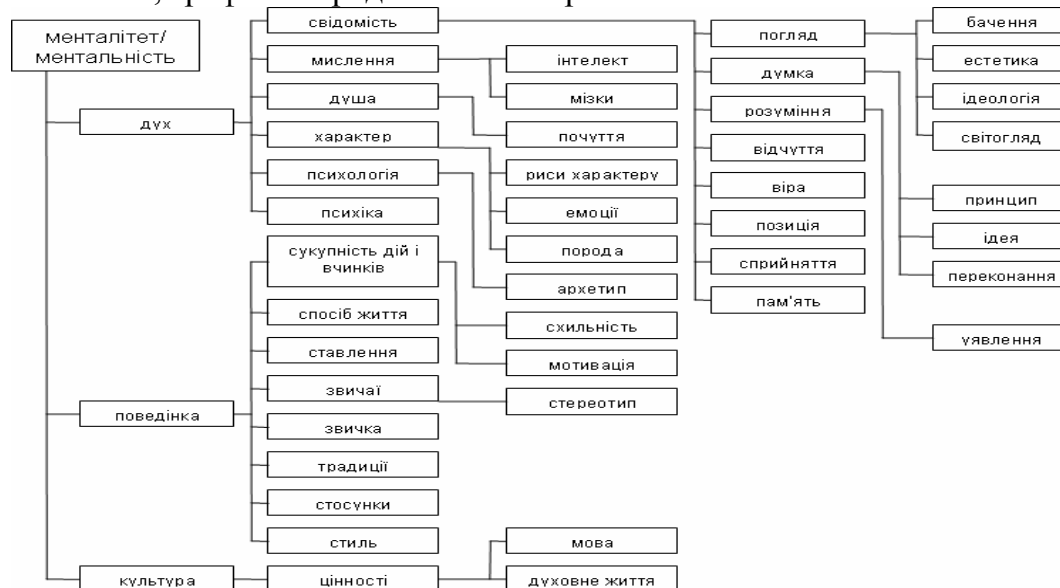 менталітет/
ментальність
дух
поведінка
культура
свідомість
мислення
душа
характер
психологія
психіка
сукупність дій і
вчинків
спосіб життя
ставлення
звичаї
звичка
традиції
стосунки
стиль
цінності
інтелект
мізки
почуття
риси характеру
емоції
порода
архетип
схильність
мотивація
стереотип
мова
духовне життя
погляд
думка
розуміння
відчуття
віра
позиція
сприйняття
пам'ять
бачення
естетика
ідеологія
світогляд
принцип
ідея
переконання
уявлення